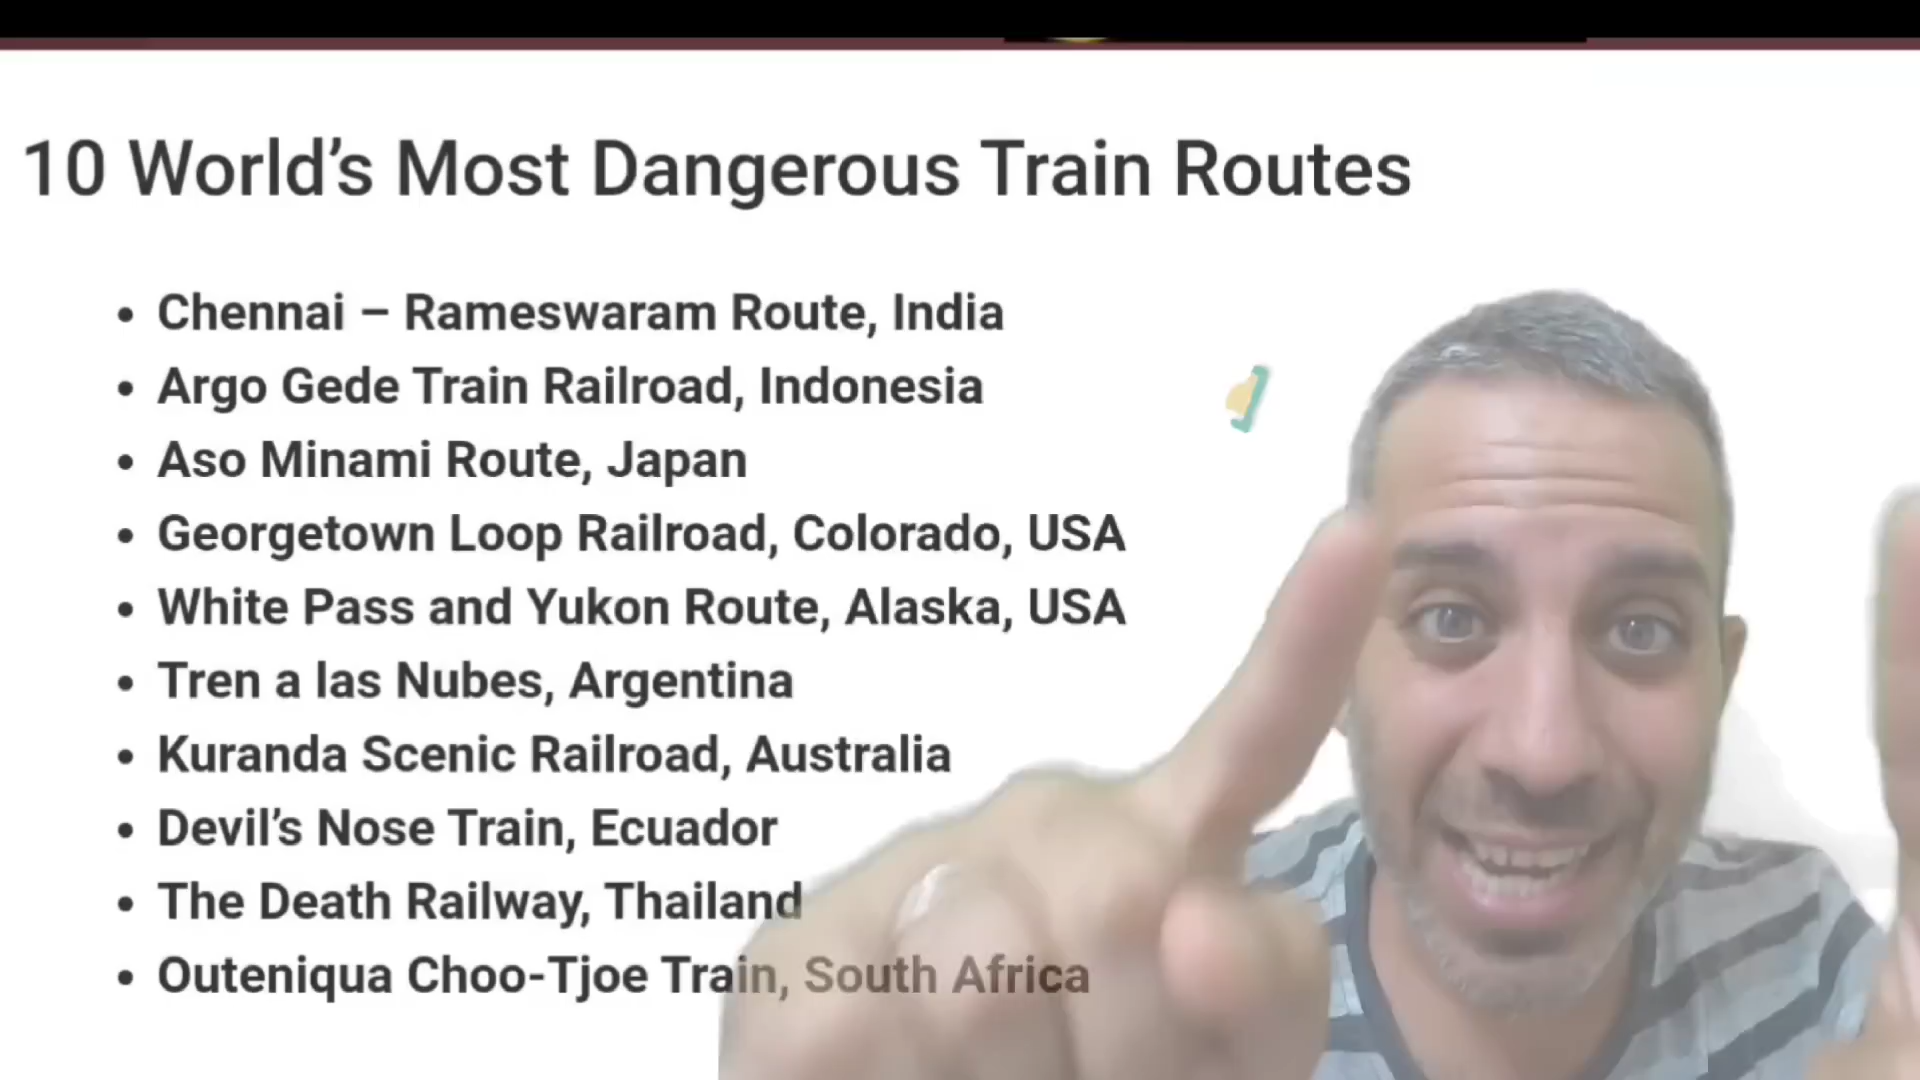 10 World’s Most Dangerous Train Routes
• Chennai – Rameswaram Route, India
• Argo Gede Train Railroad, Indonesia
• Aso Minami Route, Japan
• Georgetown Loop Railroad, Colorado, USA
• White Pass and Yukon Route, Alaska, USA
• Tren a las Nubes, Argentina
• Kuranda Scenic Railroad, Australia
• Devil’s Nose Train, Ecuador
• The Death Railway, Thailand
• Outeniqua Choo-Tjoe Train, South Africa